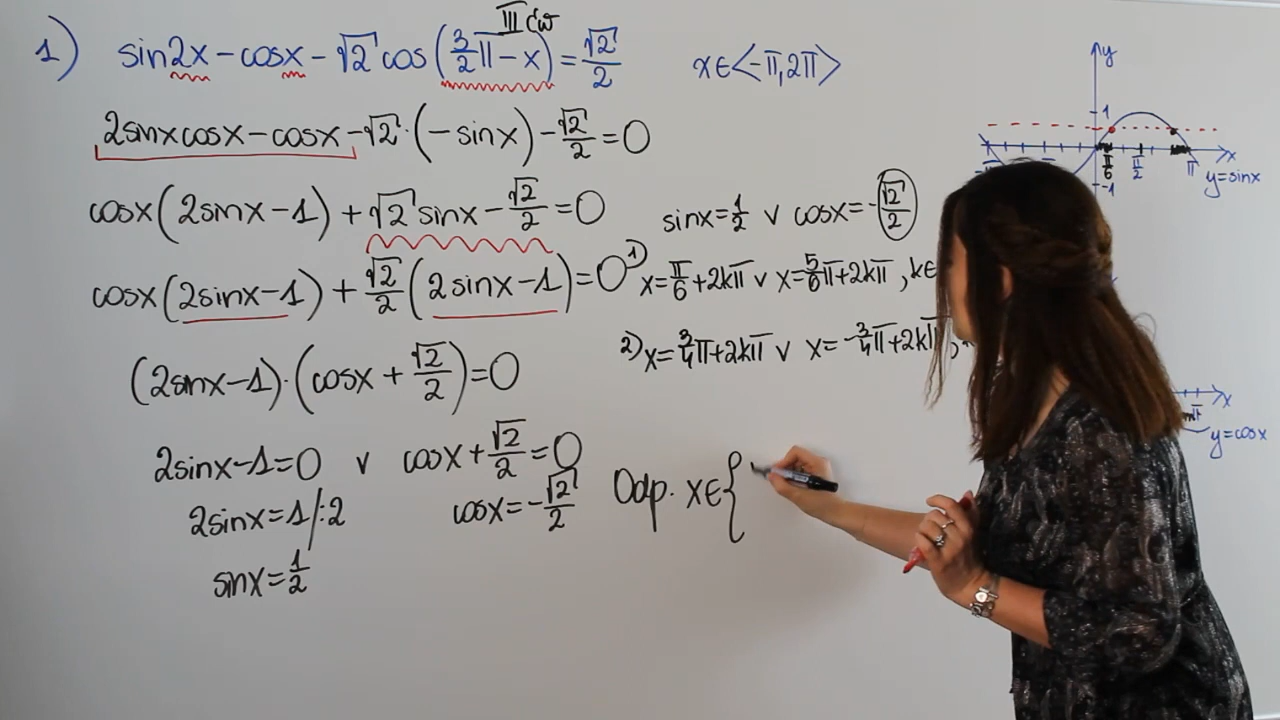 III ćw
1) sin2x - cosx - √2 cos(3/2 π - x) = √2/2   x∈<-π, 2π>
2sinxcosx - cosx - √2·(-sinx) - √2/2 = 0
cosx(2sinx-1) + √2 sinx - √2/2 = 0
cosx(2sinx-1) + √2/2 (2sinx-1) = 0
(2sinx-1)·(cosx + √2/2) = 0
2sinx-1=0 v cosx + √2/2 = 0
2sinx=1 /:2   cosx = -√2/2
sinx = 1/2
sinx = 1/2 v cosx = -√2/2
1) x = π/6 + 2kπ v x = 5/6 π + 2kπ, k∈
2) x = 3/4 π + 2kπ v x = -3/4 π + 2kπ,
Odp. x∈{
y
1
-π π/6 π/2 π x
-1
y=sinx
π x
y=cosx